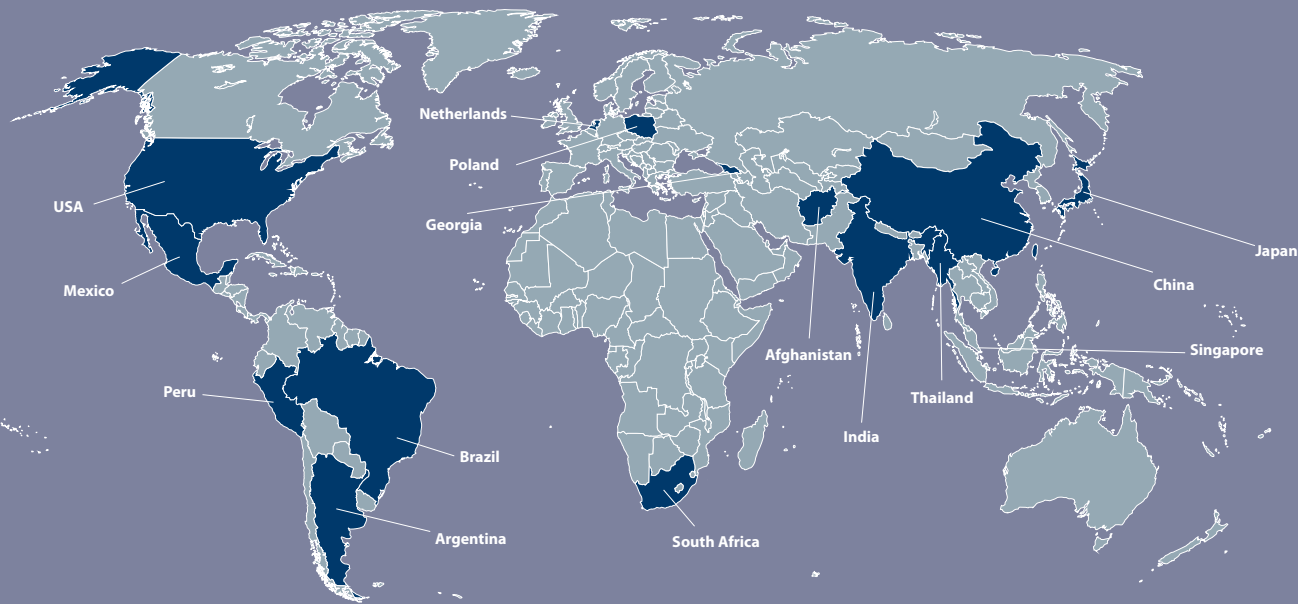 Netherlands
Poland
USA
Georgia
Japan
China
Mexico
Singapore
Afghanistan
Peru
Thailand
India
Brazil
Argentina
South Africa